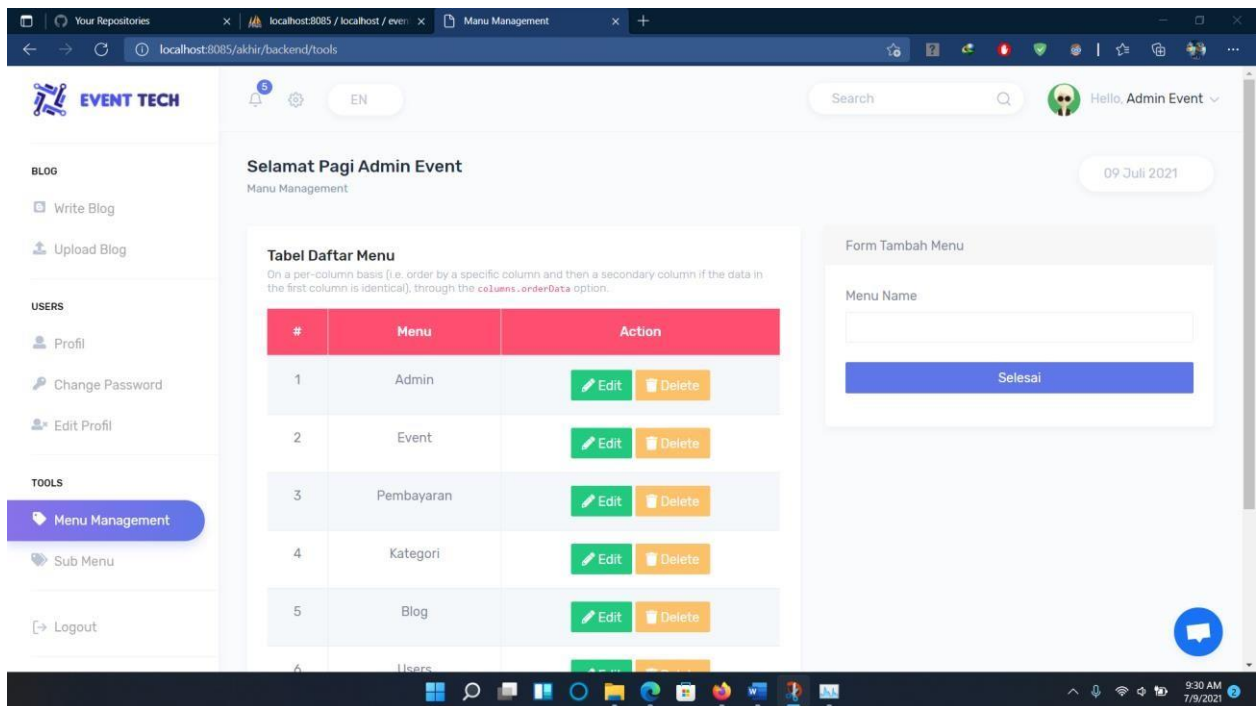 Your Repositories
localhost:8085 / localhost / even
Manu Management
localhost:8085/akhir/backend/tools
EVENT TECH
5
EN
Search
Hello, Admin Event
BLOG
Write Blog
Upload Blog
USERS
Profil
Change Password
Edit Profil
TOOLS
Menu Management
Sub Menu
Logout
Selamat Pagi Admin Event
Manu Management
09 Juli 2021
Tabel Daftar Menu
On a per-column basis (i.e. order by a specific column and then a secondary column if the data in
the first column is identical), through the columns.orderData option.
# Menu Action
1 Admin Edit Delete
2 Event Edit Delete
3 Pembayaran Edit Delete
4 Kategori Edit Delete
5 Blog Edit Delete
6 Users
Form Tambah Menu
Menu Name
Selesai
9:30 AM
7/9/2021
2